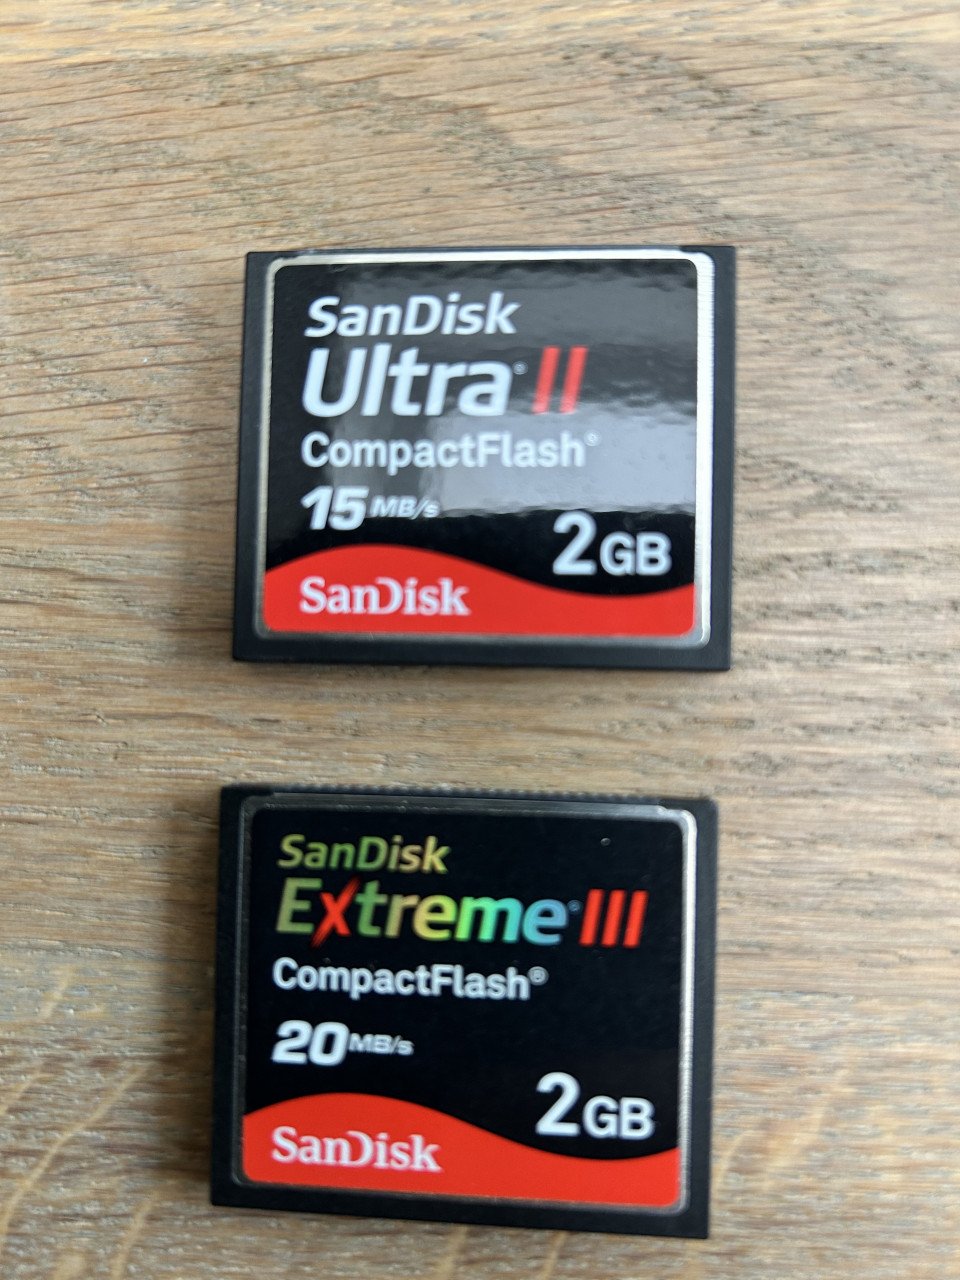 SanDisk
Ultra® II
CompactFlash®
15 MB/s
2GB
SanDisk
SanDisk
Extreme® III
CompactFlash®
20 MB/s
2GB
SanDisk